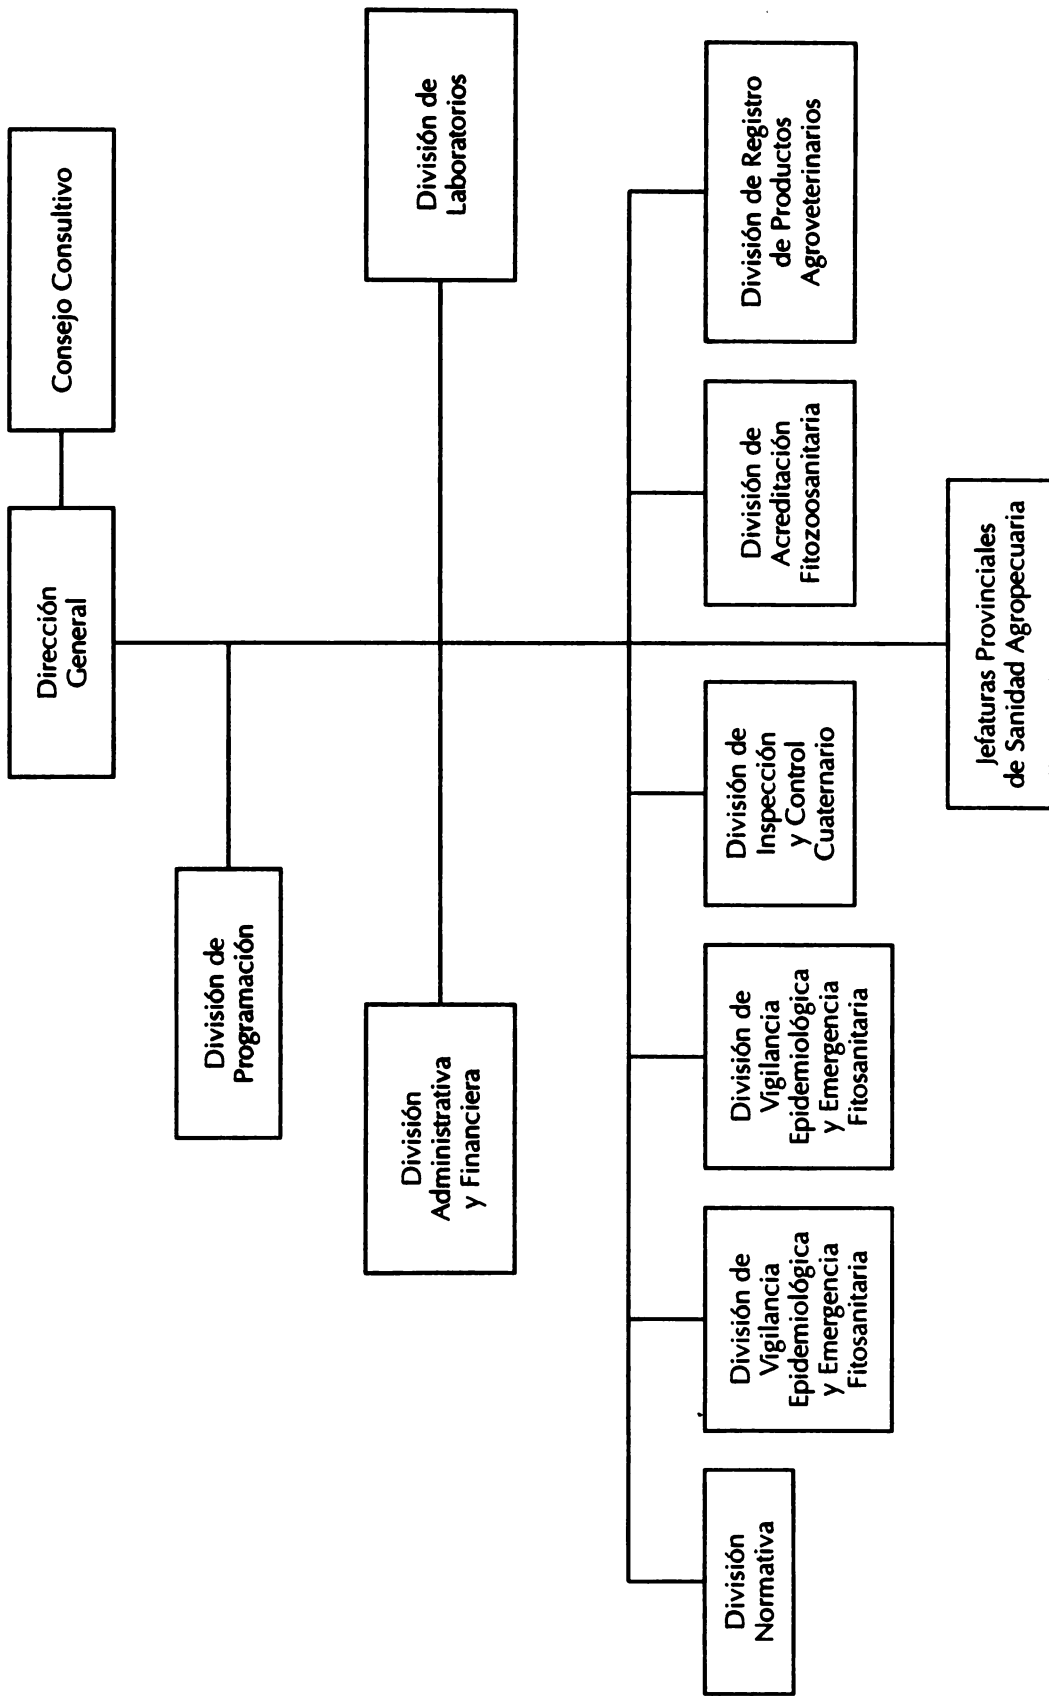 Dirección
General
Consejo Consultivo
División de
Programación
División
Administrativa
y Financiera
División de
Laboratorios
División
Normativa
División de
Vigilancia
Epidemiológica
y Emergencia
Fitosanitaria
División de
Vigilancia
Epidemiológica
y Emergencia
Fitosanitaria
División de
Inspección
y Control
Cuaternario
División de
Acreditación
Fitozoosanitaria
División de Registro
de Productos
Agroveterinarios
Jefaturas Provinciales
de Sanidad Agropecuaria